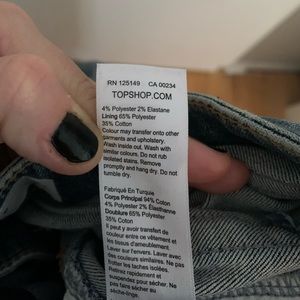 RN 125149 CA 00234
TOPSHOP.COM
4% Polyester 2% Elastane
Lining 65% Polyester
35% Cotton
Colour may transfer onto other
garments and upholstery.
Wash inside out. Wash with
similar colours. Do not rub
isolated stains. Remove
promptly and hang dry. Do not
tumble dry.
Fabriqué En Turquie
Corps Principal 94% Coton
4% Polyester 2% Élasthanne
Doublure 65% Polyester
35% Coton
Il peut y avoir transfert de
couleur entre ce vêtement et
les tissus d'ameublement.
Laver sur l'envers. Laver avec
des couleurs similaires. Ne pas
frotter les taches isolées.
Retirez rapidement et
suspendez pour sécher. Ne
pas faire sécher au
sèche-linge.